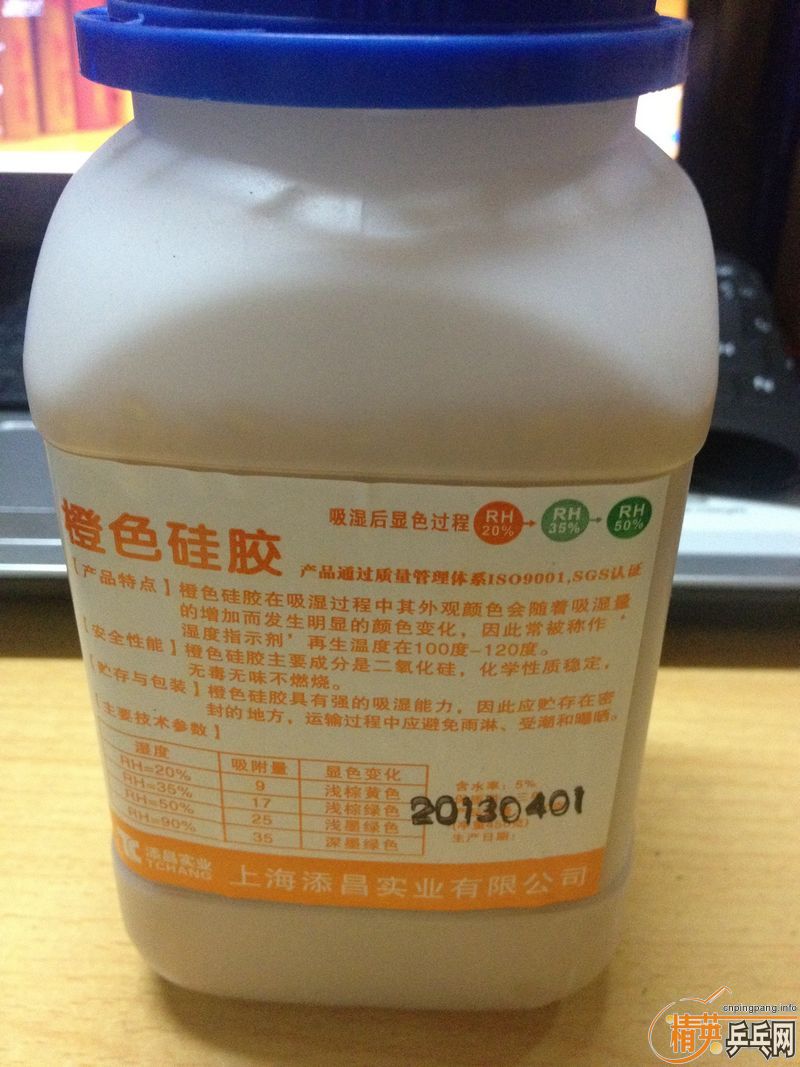 橙色硅胶
吸湿后显色过程 RH 20% RH 35% RH 50%
产品通过质量管理体系ISO9001,SGS认证
【产品特点】橙色硅胶在吸湿过程中其外观颜色会随着吸湿量
的增加而发生明显的颜色变化，因此常被称作‘
湿度指示剂’再生温度在100度-120度。
【安全性能】橙色硅胶主要成分是二氧化硅，化学性质稳定，
无毒无味不燃烧。
【贮存与包装】橙色硅胶具有强的吸湿能力，因此应贮存在密
封的地方，运输过程中应避免雨淋、受潮和曝晒。
【主要技术参数】
湿度 吸附量 显色变化
RH=20% 9 浅棕黄色
RH=35% 17 浅棕绿色
RH=50% 25 浅墨绿色
RH=90% 35 深墨绿色
含水率：5%
20130401
生产日期：
TC 添昌实业
TCHANG
上海添昌实业有限公司
cnpingpang.info
精英乒乓网